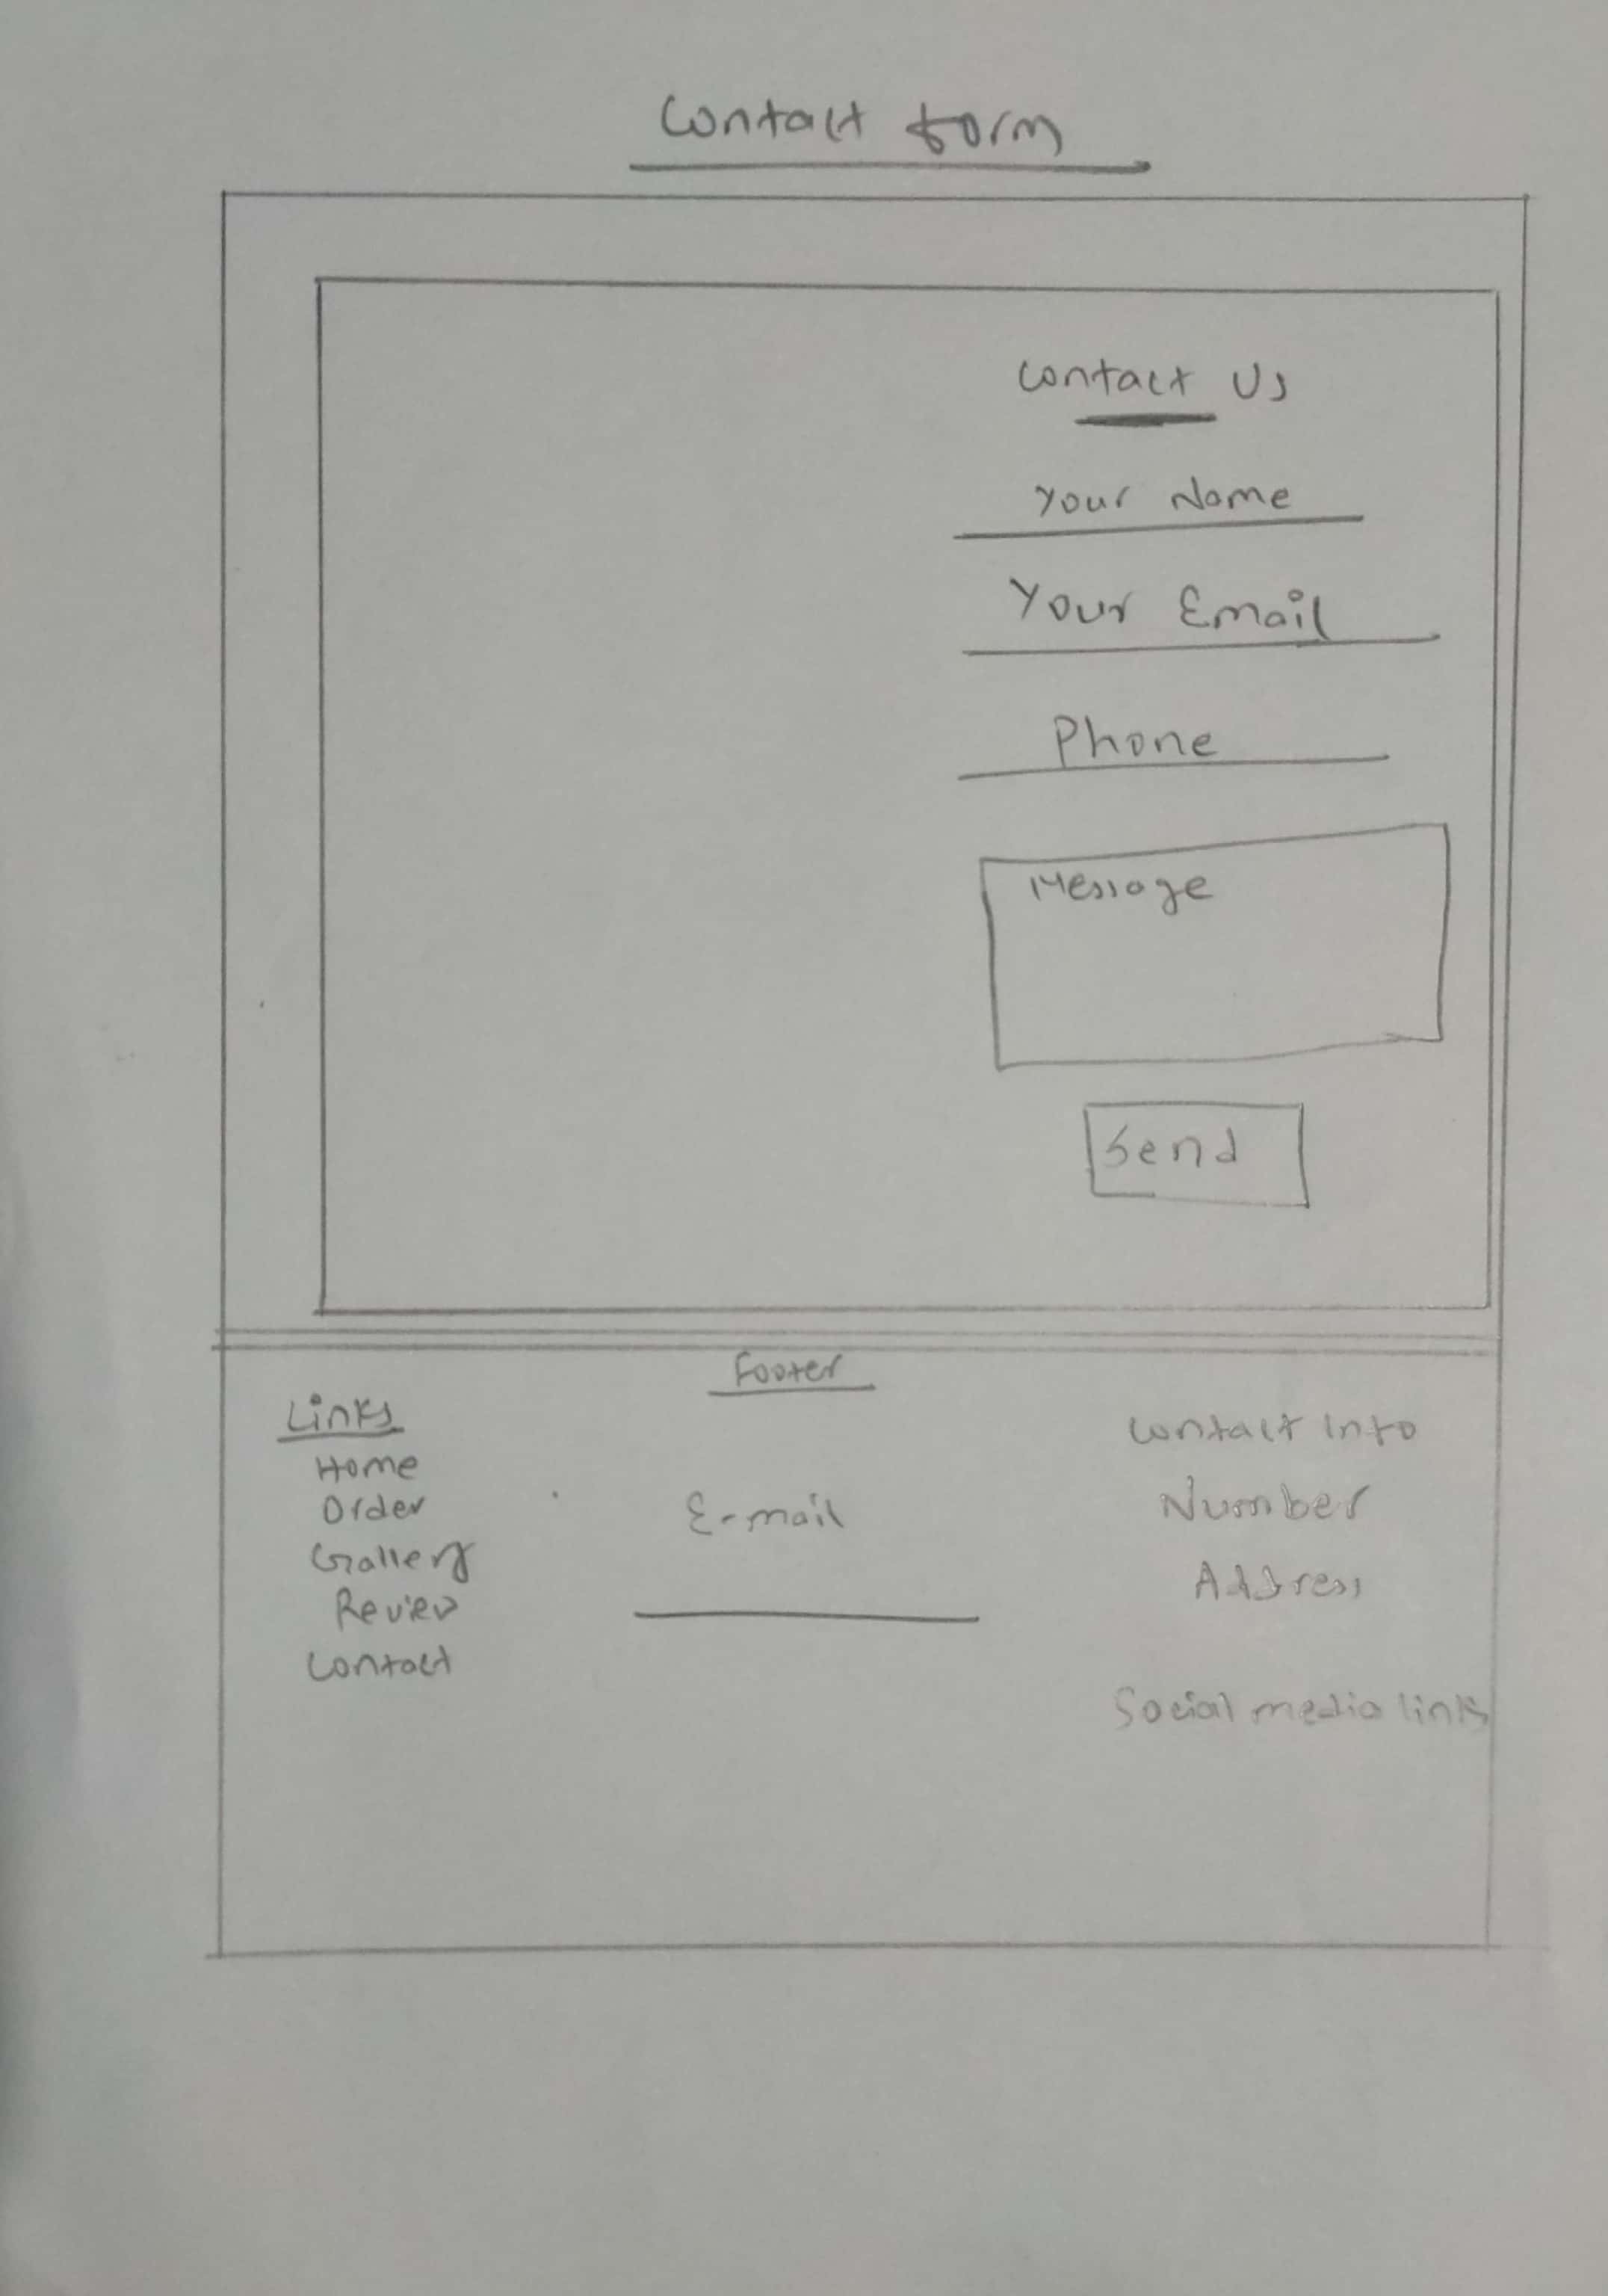 Contact form
Contact Us
Your Name
Your Email
Phone
Message
Send
Footer
Links
Home
Order
Gallery
Review
Contact
E-mail
Contact Info
Number
Address
Social media links